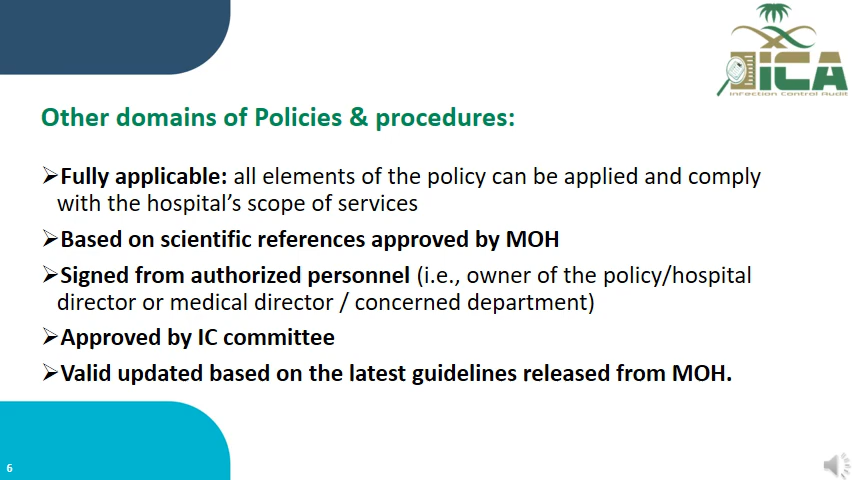 iCA
Infection Control Audit
Other domains of Policies & procedures:
➢Fully applicable: all elements of the policy can be applied and comply
with the hospital’s scope of services
➢Based on scientific references approved by MOH
➢Signed from authorized personnel (i.e., owner of the policy/hospital
director or medical director / concerned department)
➢Approved by IC committee
➢Valid updated based on the latest guidelines released from MOH.
6